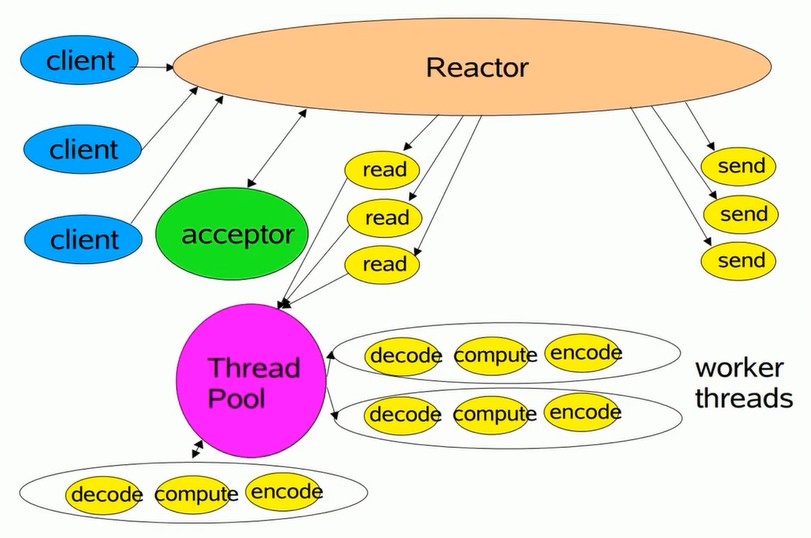 client
Reactor
client
client
acceptor
read
read
read
send
send
send
Thread
Pool
decode compute encode
decode compute encode
worker
threads
decode compute encode